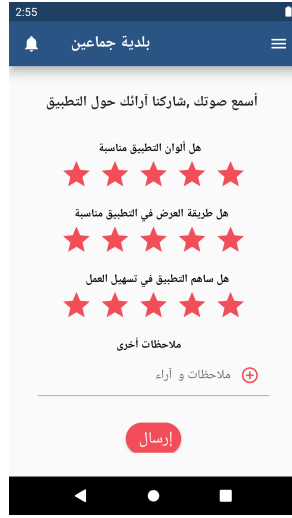 2:55
بلدية جماعين
أسمع صوتك ,شاركنا آرائك حول التطبيق
هل ألوان التطبيق مناسبة
هل طريقة العرض في التطبيق مناسبة
هل ساهم التطبيق في تسهيل العمل
ملاحظات أخرى
ملاحظات و آراء
إرسال